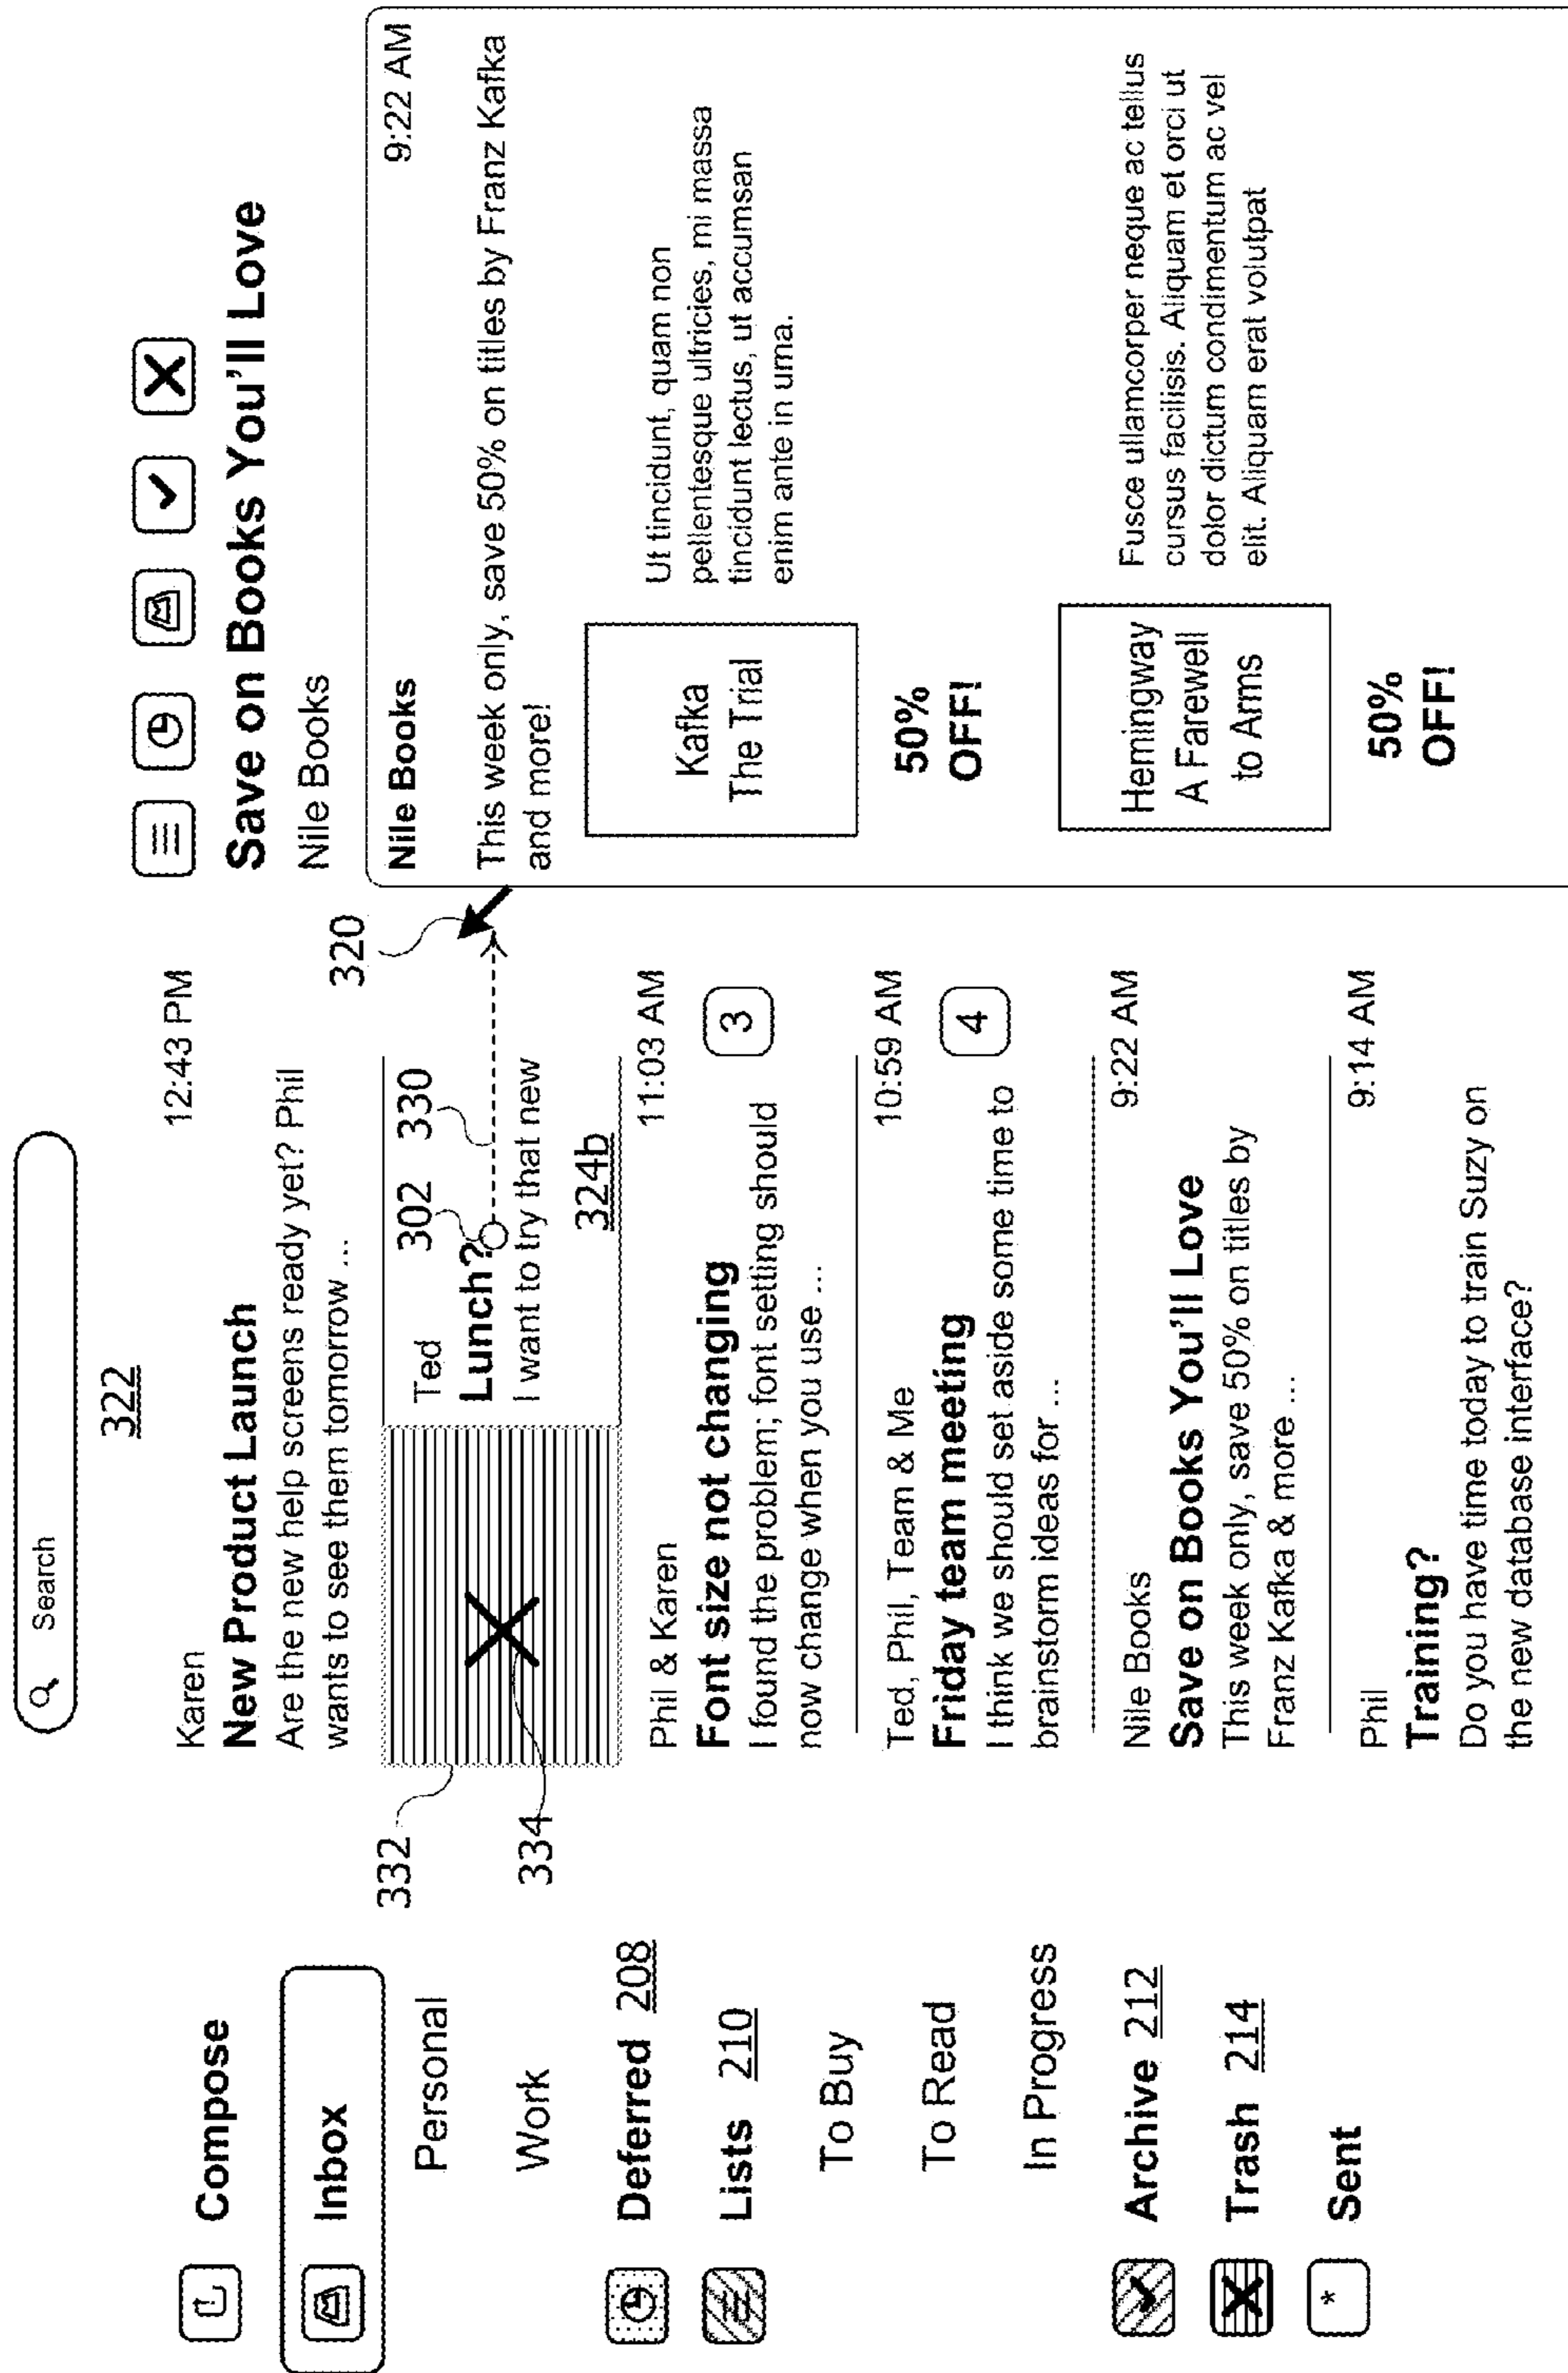 Compose
Inbox
Personal
Work
Deferred 208
Lists 210
To Buy
To Read
In Progress
Archive 212
Trash 214
Sent
Search
322
Karen 12:43 PM
New Product Launch
Are the new help screens ready yet? Phil
wants to see them tomorrow ...
332
334
Ted
302 330
320
Lunch?
I want to try that new
324b
Phil & Karen 11:03 AM
Font size not changing
3
I found the problem; font setting should
now change when you use ...
Ted, Phil, Team & Me 10:59 AM
Friday team meeting
4
I think we should set aside some time to
brainstorm ideas for ...
Nile Books 9:22 AM
Save on Books You'll Love
This week only, save 50% on titles by
Franz Kafka & more ...
Phil 9:14 AM
Training?
Do you have time today to train Suzy on
the new database interface?
Save on Books You'll Love
Nile Books
Nile Books 9:22 AM
This week only, save 50% on titles by Franz Kafka
and more!
Kafka
The Trial
50%
OFF!
Ut tincidunt, quam non
pellentesque ultricies, mi massa
tincidunt lectus, ut accumsan
enim ante in urna.
Hemingway
A Farewell
to Arms
50%
OFF!
Fusce ullamcorper neque ac tellus
cursus facilisis. Aliquam et orci ut
dolor dictum condimentum ac vel
elit. Aliquam erat volutpat